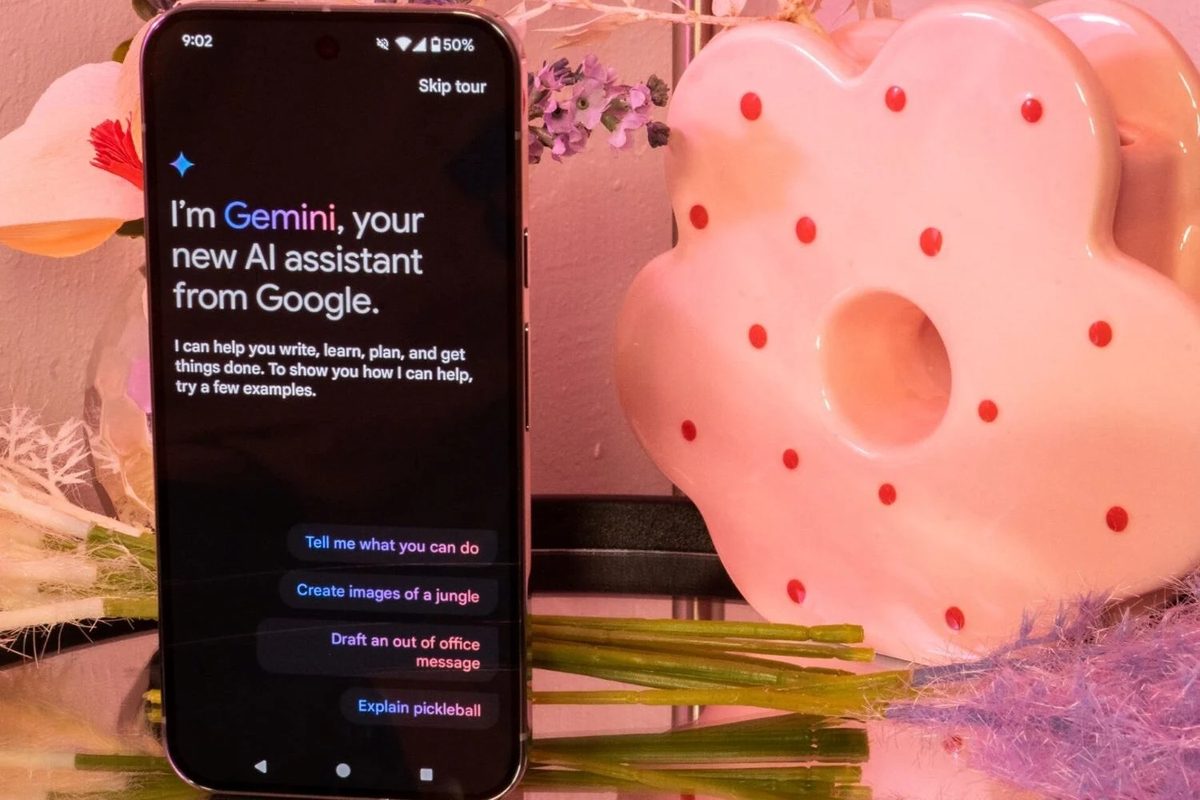 9:02 50%
Skip tour
I'm Gemini, your
new AI assistant
from Google.
I can help you write, learn, plan, and get
things done. To show you how I can help,
try a few examples.
Tell me what you can do
Create images of a jungle
Draft an out of office
message
Explain pickleball